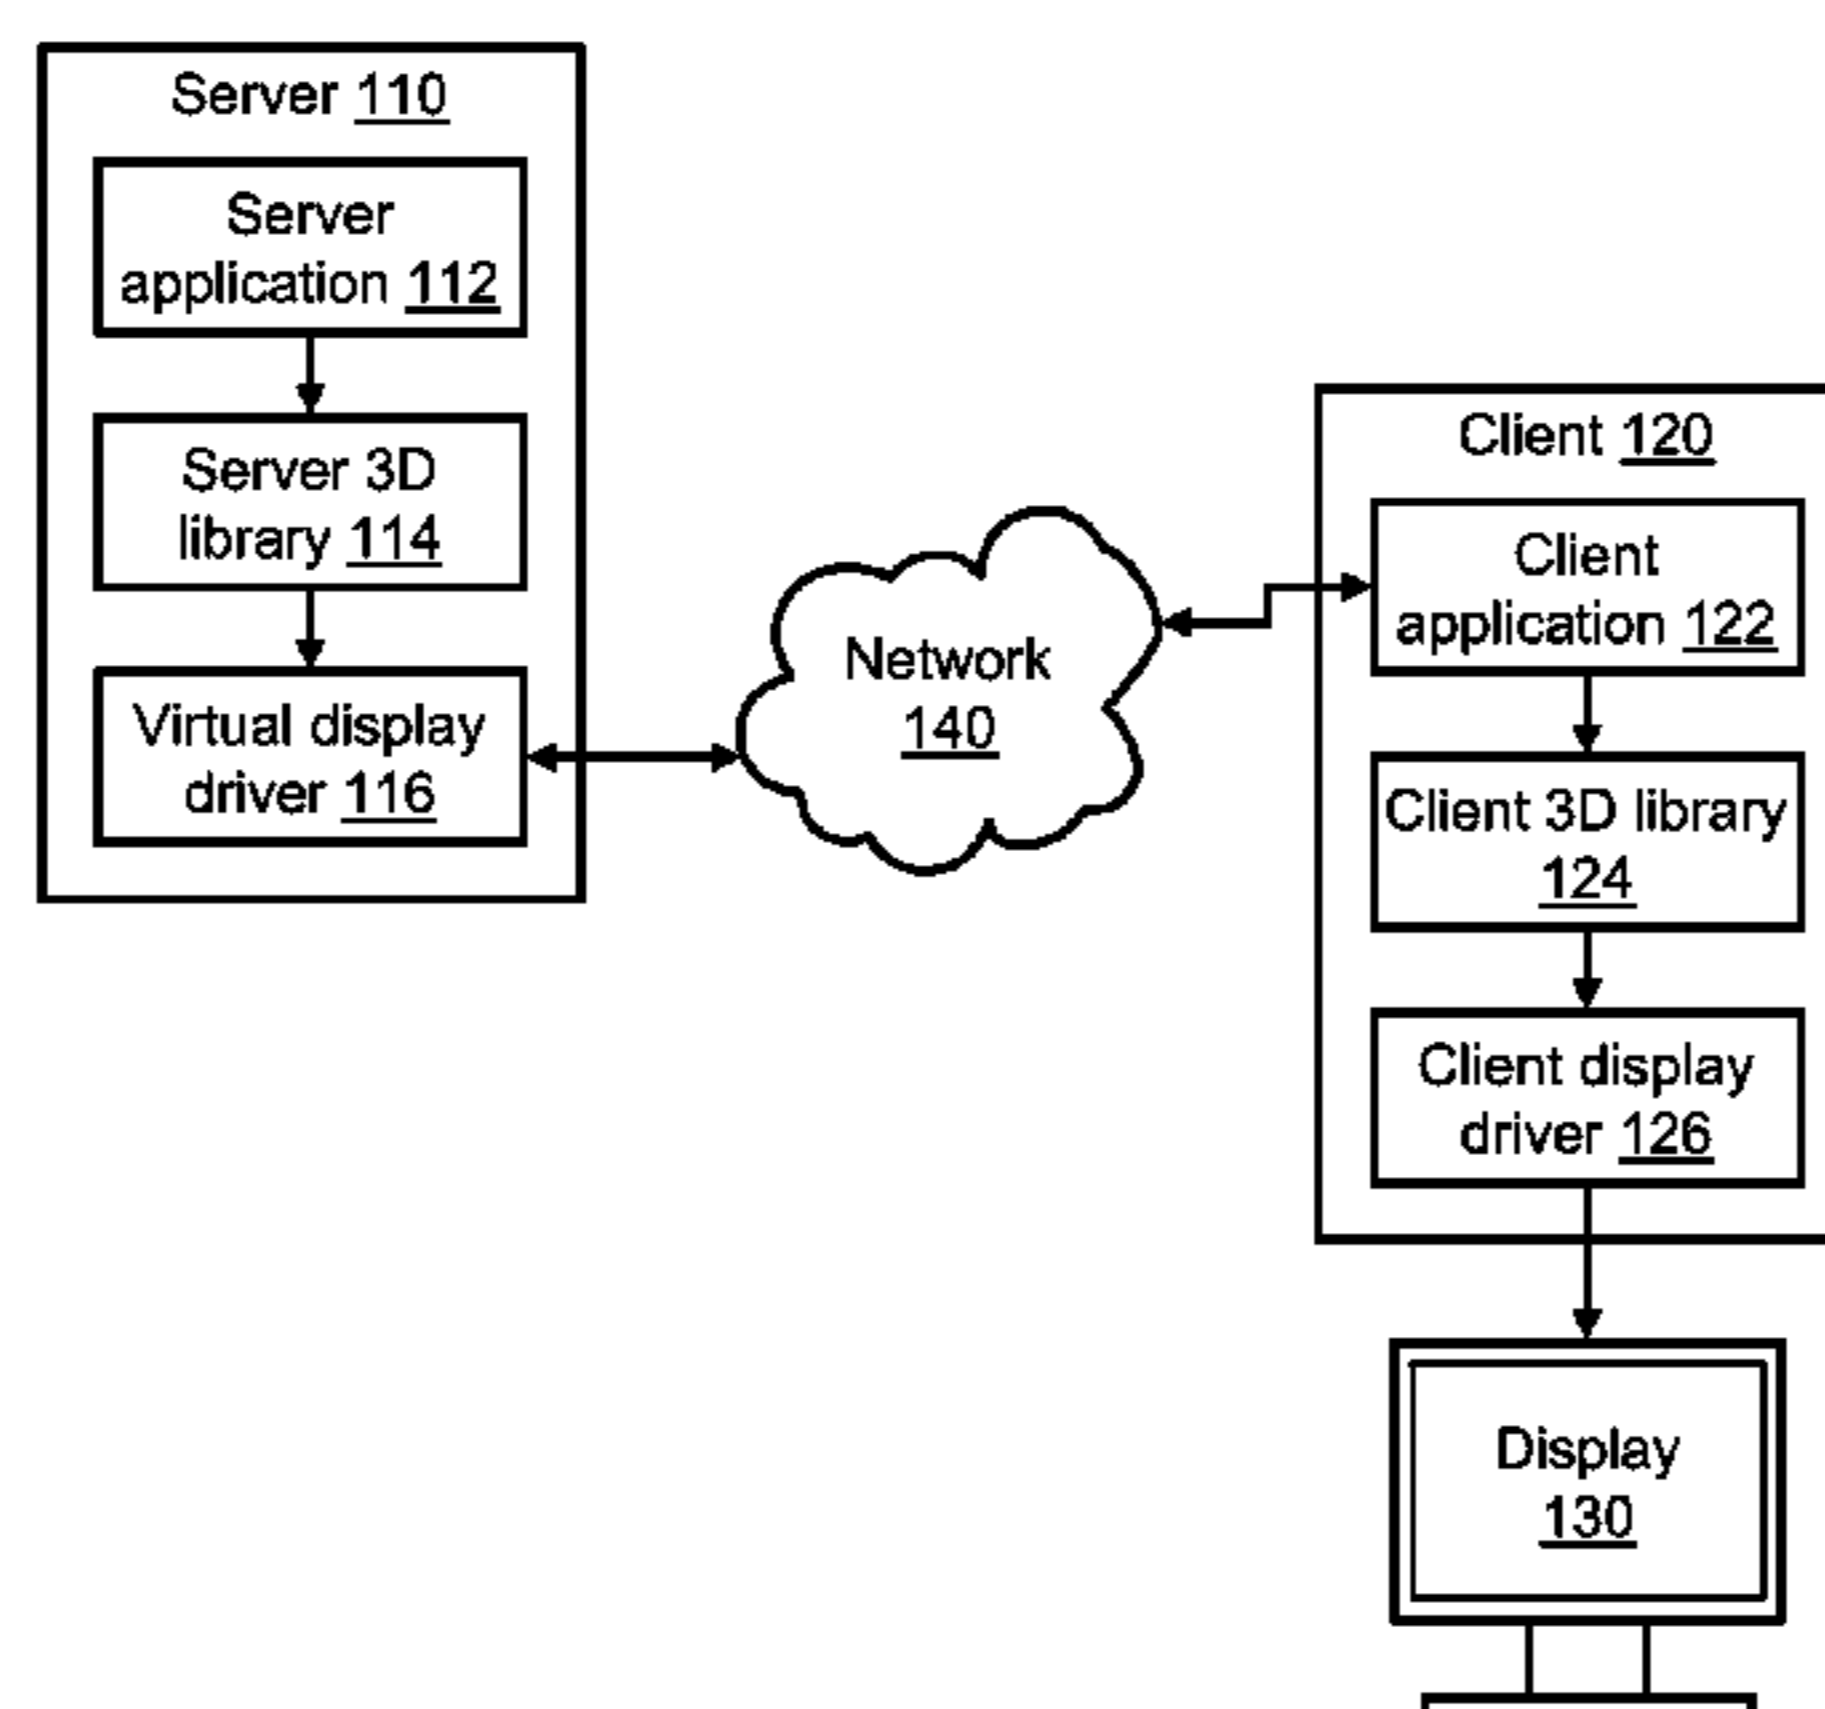 Server 110
Server
application 112
Server 3D
library 114
Virtual display
driver 116
Network
140
Client 120
Client
application 122
Client 3D library
124
Client display
driver 126
Display
130